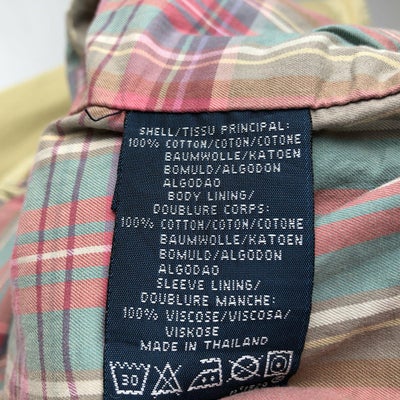 SHELL/TISSU PRINCIPAL:
100% COTTON/COTON/COTONE
BAUMWOLLE/KATOEN
BOMULD/ALGODON
ALGODAO
BODY LINING/
DOUBLURE CORPS:
100% COTTON/COTON/COTONE
BAUMWOLLE/KATOEN
BOMULD/ALGODON
ALGODAO
SLEEVE LINING/
DOUBLURE MANCHE:
100% VISCOSE/VISCOSA/
VISKOSE
MADE IN THAILAND
30